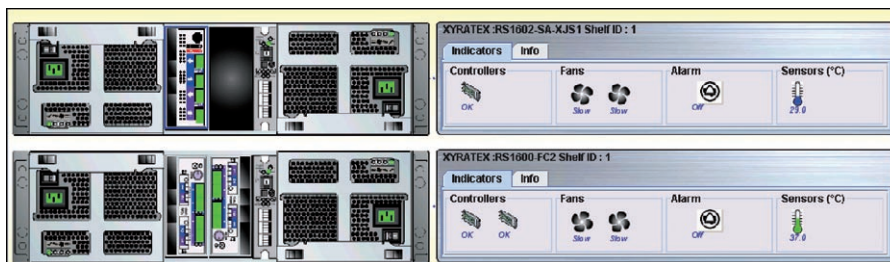 XYRATEX :RS1602-SA-XJS1 Shelf ID : 1
Indicators Info
Controllers Fans Alarm Sensors (°C)
OK Slow Slow Off 29.0
XYRATEX :RS1600-FC2 Shelf ID : 1
Indicators Info
Controllers Fans Alarm Sensors (°C)
OK OK Slow Slow Off 37.0